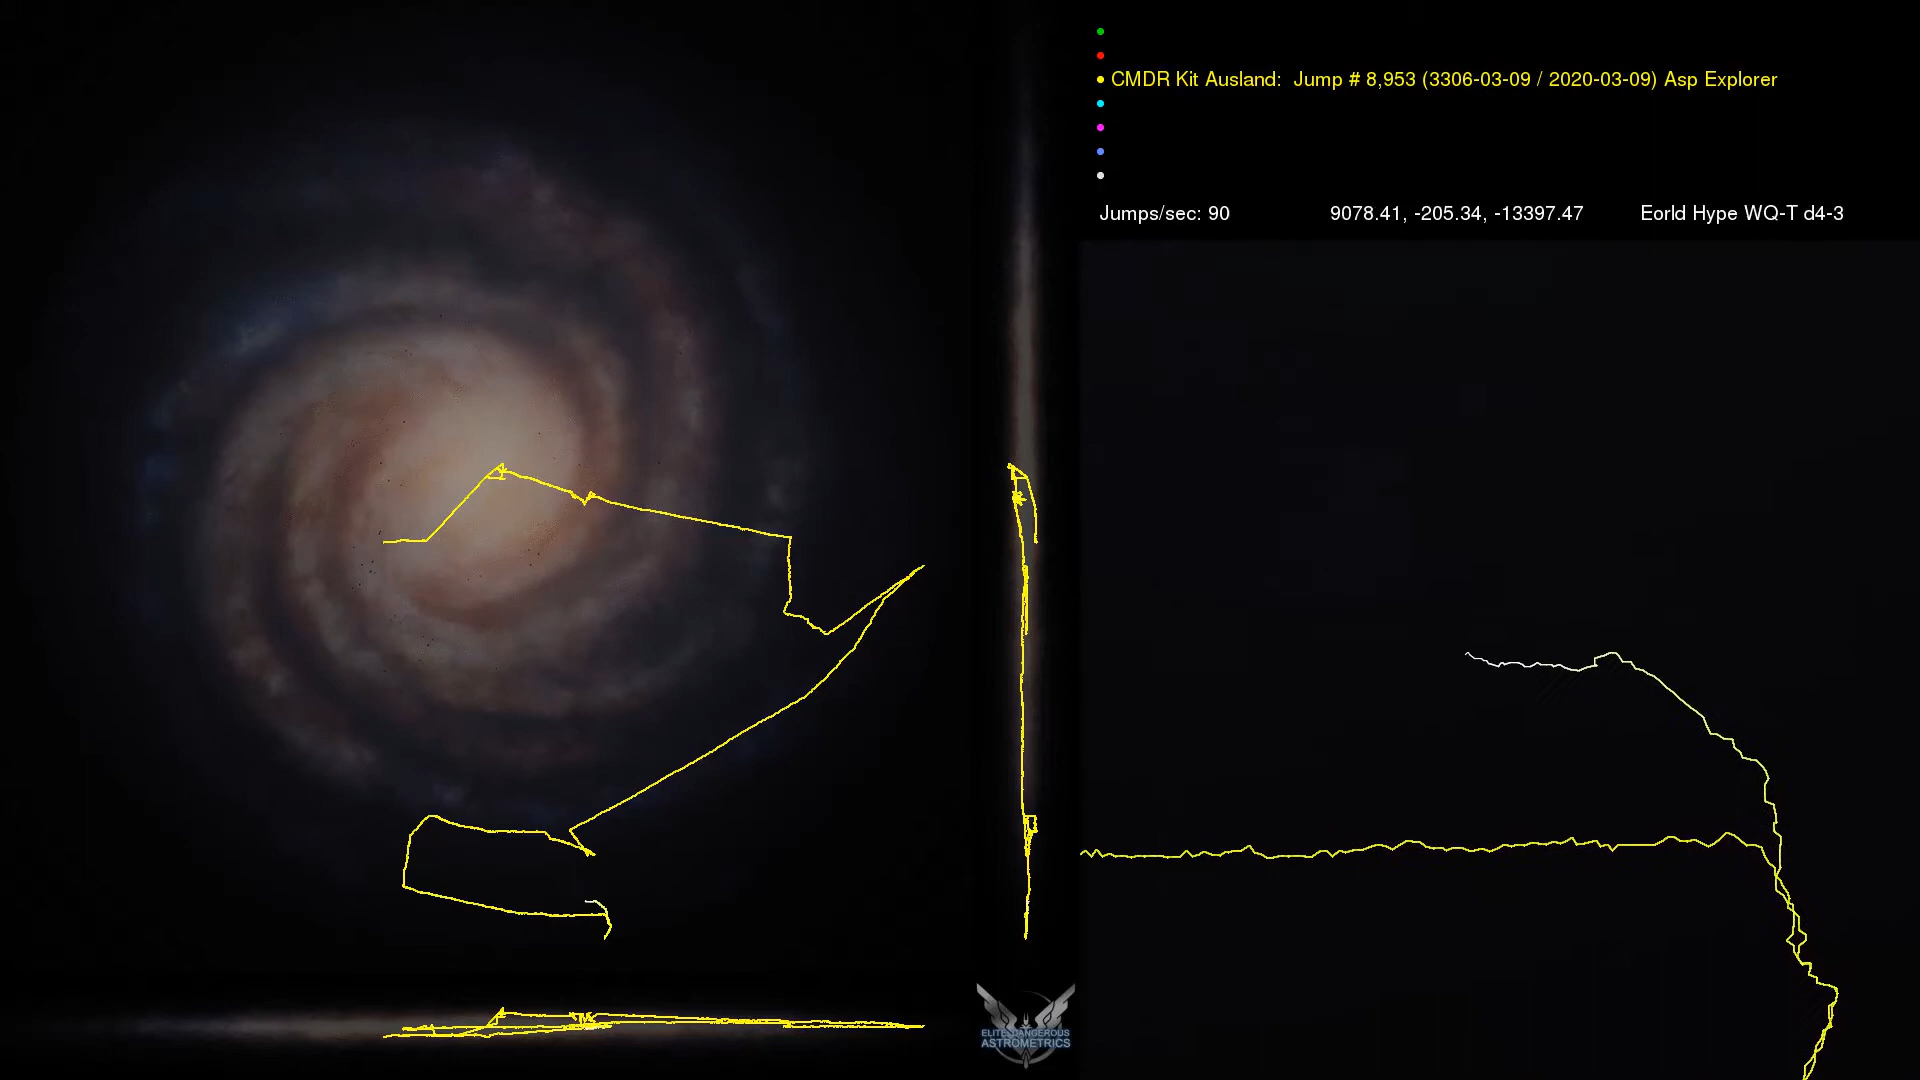 CMDR Kit Ausland: Jump # 8,953 (3306-03-09 / 2020-03-09) Asp Explorer
Jumps/sec: 90 9078.41, -205.34, -13397.47 Eorld Hype WQ-T d4-3
ELITE DANGEROUS
ASTROMETRICS